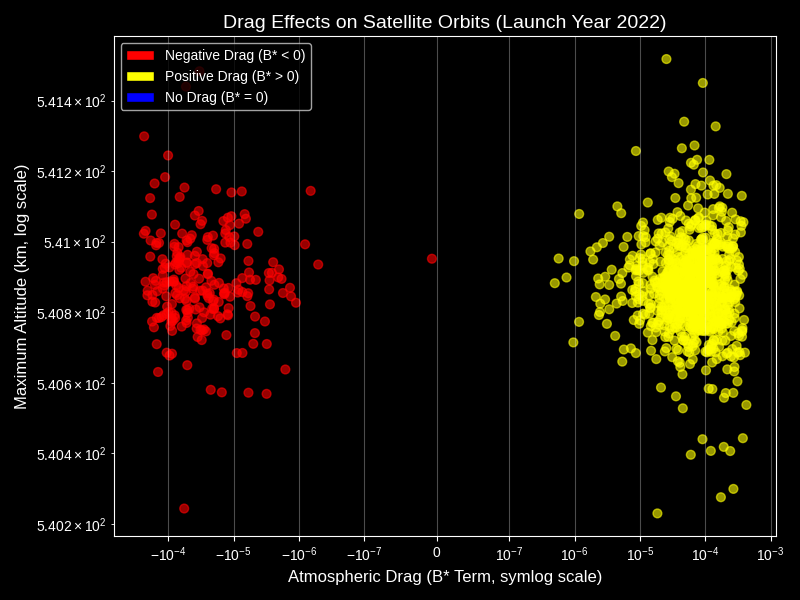 Drag Effects on Satellite Orbits (Launch Year 2022)
Negative Drag (B* < 0)
Positive Drag (B* > 0)
No Drag (B* = 0)
Maximum Altitude (km, log scale)
5.414 × 10²
5.412 × 10²
5.41 × 10²
5.408 × 10²
5.406 × 10²
5.404 × 10²
5.402 × 10²
−10⁻⁴ −10⁻⁵ −10⁻⁶ −10⁻⁷ 0 10⁻⁷ 10⁻⁶ 10⁻⁵ 10⁻⁴ 10⁻³
Atmospheric Drag (B* Term, symlog scale)